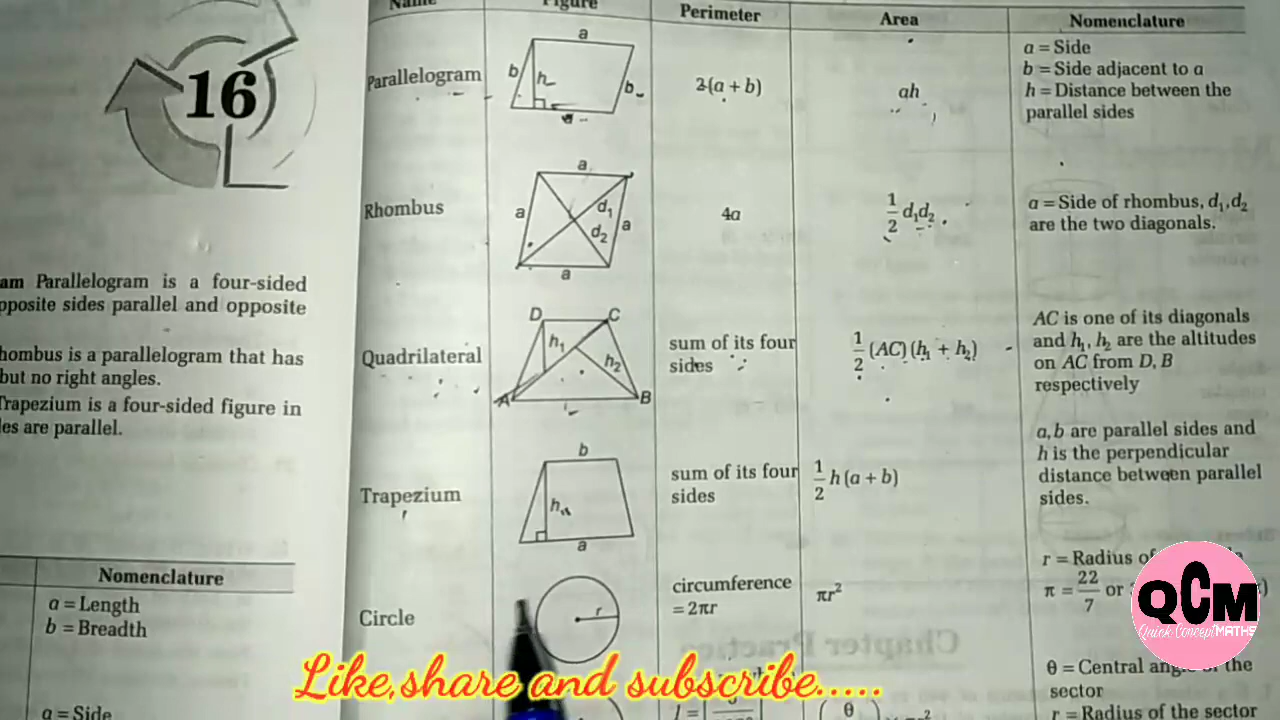 Name Figure Perimeter Area Nomenclature
16
Parallelogram
a
b h b
a
2(a + b)
ah
a = Side
b = Side adjacent to a
h = Distance between the
parallel sides
Rhombus
a
a d₁ a
d₂
a
4a
1/2 d₁d₂
a = Side of rhombus, d₁,d₂
are the two diagonals.
am Parallelogram is a four-sided
pposite sides parallel and opposite
hombus is a parallelogram that has
but no right angles.
Trapezium is a four-sided figure in
les are parallel.
Quadrilateral
D C
h₁ h₂
A B
sum of its four
sides
1/2 (AC)(h₁ + h₂)
AC is one of its diagonals
and h₁, h₂ are the altitudes
on AC from D, B
respectively
Trapezium
b
h
a
sum of its four
sides
1/2 h(a + b)
a, b are parallel sides and
h is the perpendicular
distance between parallel
sides.
Nomenclature
a = Length
b = Breadth
a = Side
Circle
r
circumference
= 2πr
πr²
r = Radius of
π = 22/7 or
θ = Central angle of the
sector
r = Radius of the sector
l =
θ
Chapter Practice
QCM
Quick Concept MATHS
Like,share and subscribe.....